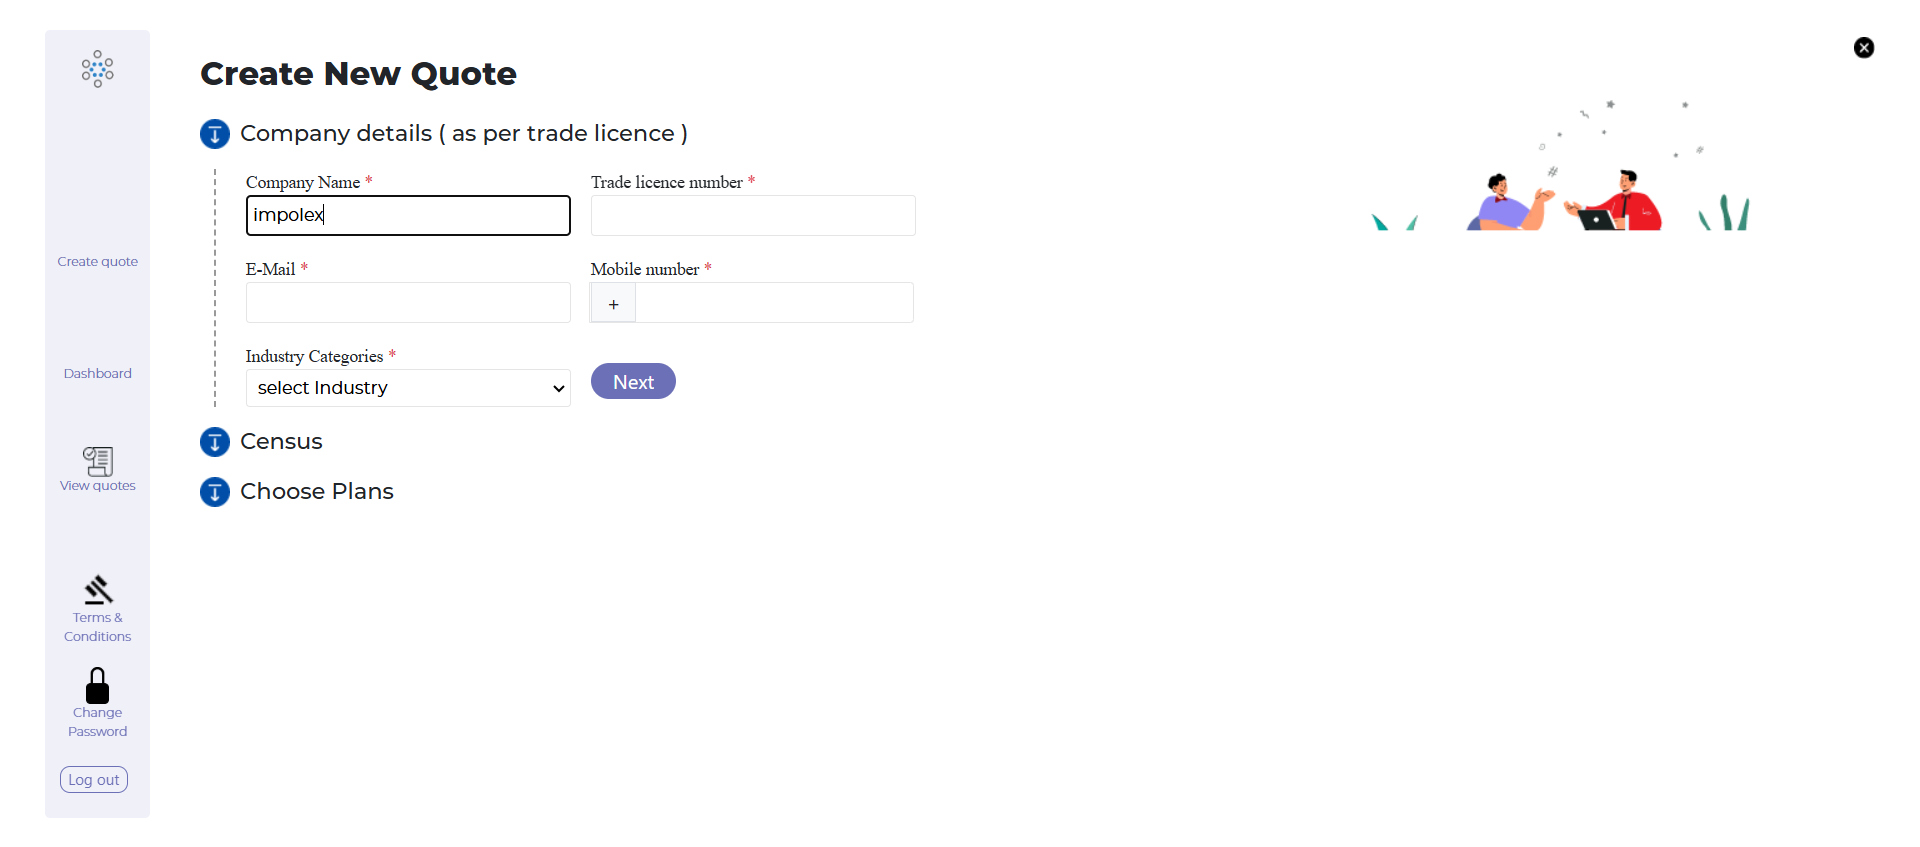 Create New Quote
Company details ( as per trade licence )
Company Name *
Trade licence number *
impolex
E-Mail *
Mobile number *
+
Industry Categories *
select Industry
Next
Census
Choose Plans
Create quote
Dashboard
View quotes
Terms &
Conditions
Change
Password
Log out